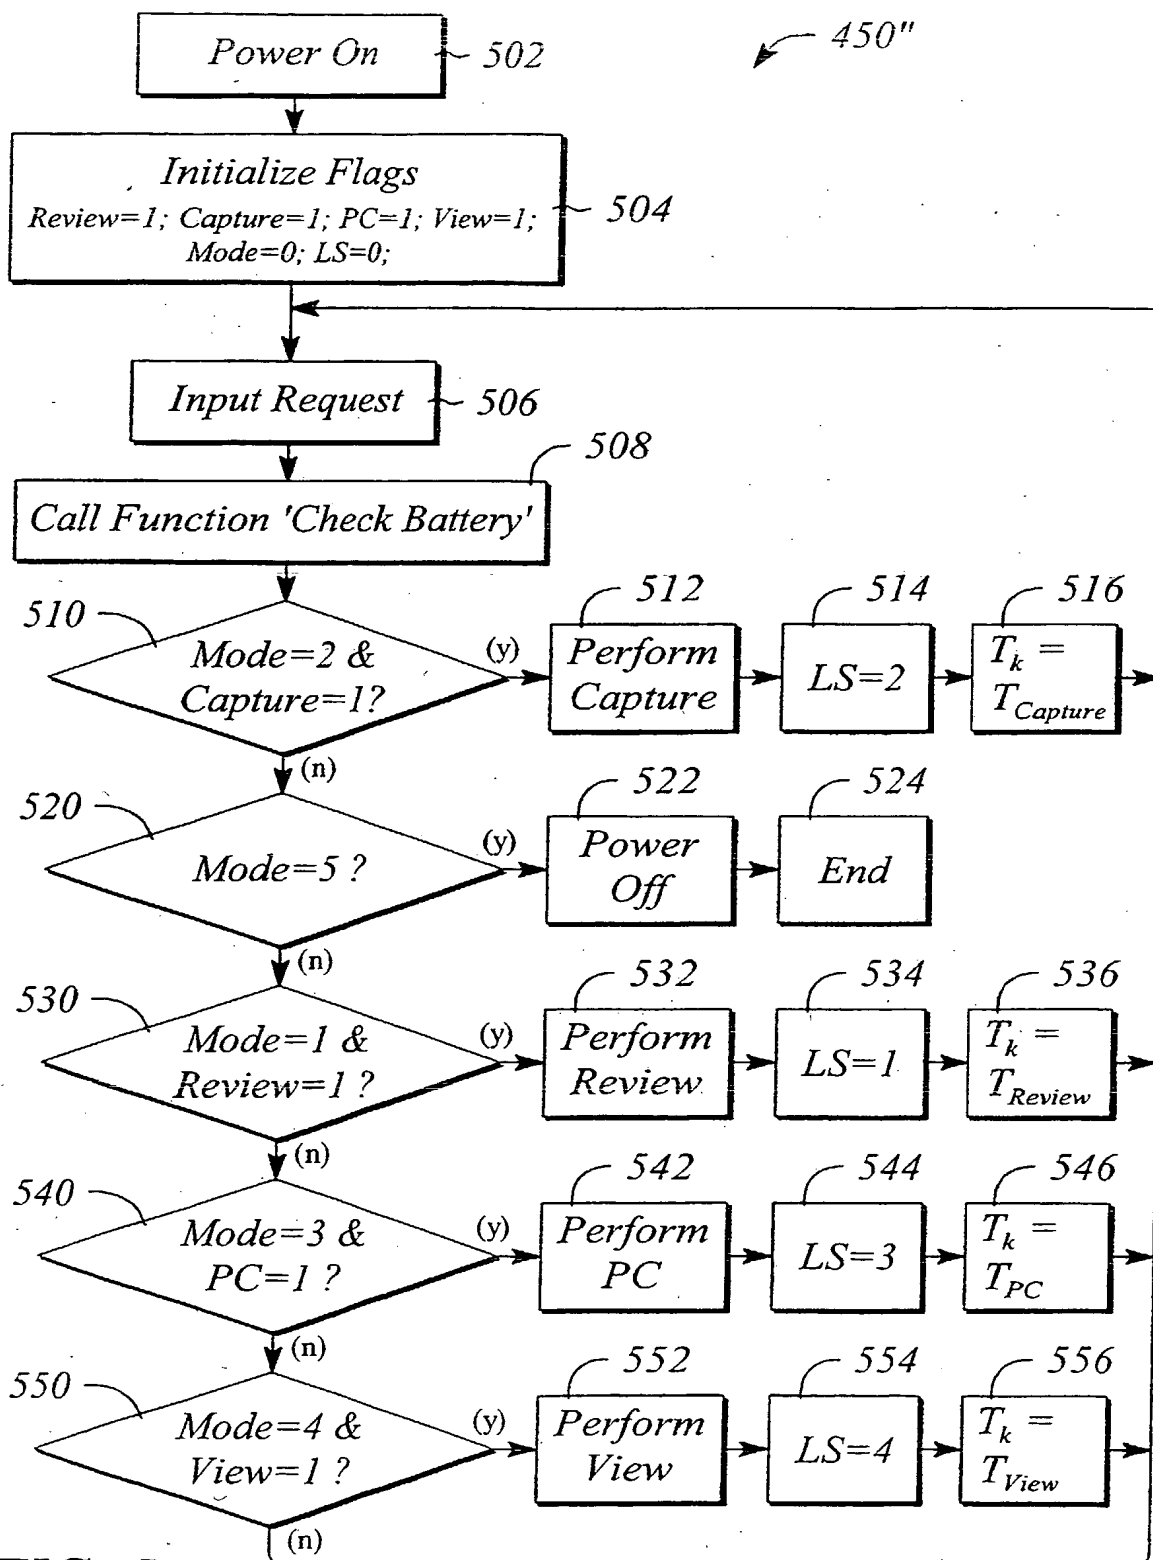 Power On
502
450"
Initialize Flags
Review=1; Capture=1; PC=1; View=1;
Mode=0; LS=0;
504
Input Request
506
508
Call Function 'Check Battery'
510
Mode=2 &
Capture=1?
(y)
(n)
512
Perform
Capture
514
LS=2
516
Tk =
TCapture
520
Mode=5 ?
(y)
(n)
522
Power
Off
524
End
530
Mode=1 &
Review=1 ?
(y)
(n)
532
Perform
Review
534
LS=1
536
Tk =
TReview
540
Mode=3 &
PC=1 ?
(y)
(n)
542
Perform
PC
544
LS=3
546
Tk =
TPC
550
Mode=4 &
View=1 ?
(y)
(n)
552
Perform
View
554
LS=4
556
Tk =
TView